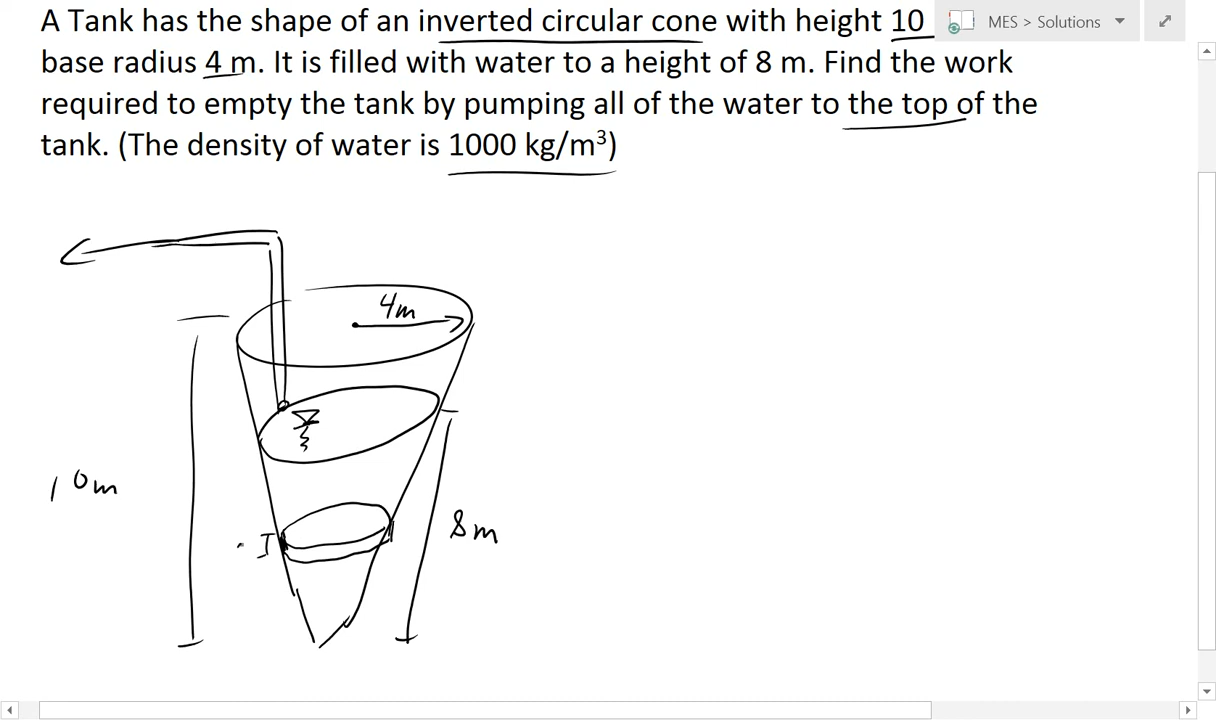 A Tank has the shape of an inverted circular cone with height 10
MES > Solutions
base radius 4 m. It is filled with water to a height of 8 m. Find the work
required to empty the tank by pumping all of the water to the top of the
tank. (The density of water is 1000 kg/m³)
4m
10m
8m